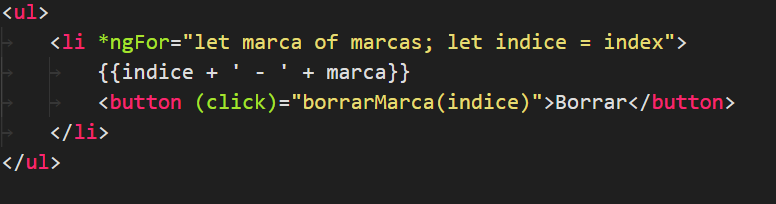 <ul>
<li *ngFor="let marca of marcas; let indice = index">
{{indice + ' - ' + marca}}
<button (click)="borrarMarca(indice)">Borrar</button>
</li>
</ul>